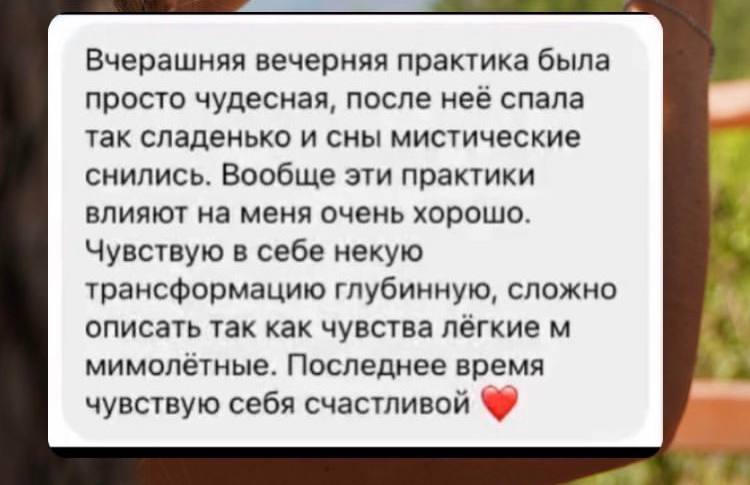 Вчерашняя вечерняя практика была
просто чудесная, после неё спала
так сладенько и сны мистические
снились. Вообще эти практики
влияют на меня очень хорошо.
Чувствую в себе некую
трансформацию глубинную, сложно
описать так как чувства лёгкие м
мимолётные. Последнее время
чувствую себя счастливой ❤️